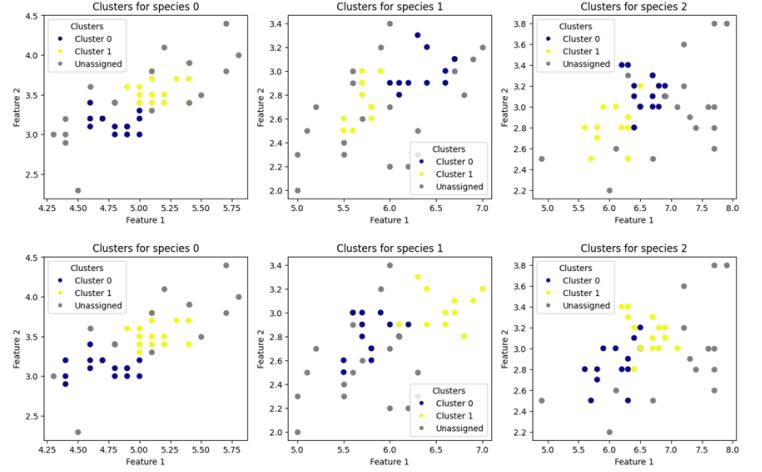 Clusters for species 0
4.5
4.0
3.5
3.0
2.5
Feature 2
Clusters
Cluster 0
Cluster 1
Unassigned
4.25 4.50 4.75 5.00 5.25 5.50 5.75
Feature 1
Clusters for species 1
3.4
3.2
3.0
2.8
2.6
2.4
2.2
2.0
Feature 2
Clusters
Cluster 0
Cluster 1
Unassigned
5.0 5.5 6.0 6.5 7.0
Feature 1
Clusters for species 2
3.8
3.6
3.4
3.2
3.0
2.8
2.6
2.4
2.2
Feature 2
Clusters
Cluster 0
Cluster 1
Unassigned
5.0 5.5 6.0 6.5 7.0 7.5 8.0
Feature 1
Clusters for species 0
4.5
4.0
3.5
3.0
2.5
Feature 2
Clusters
Cluster 0
Cluster 1
Unassigned
4.25 4.50 4.75 5.00 5.25 5.50 5.75
Feature 1
Clusters for species 1
3.4
3.2
3.0
2.8
2.6
2.4
2.2
2.0
Feature 2
Clusters
Cluster 0
Cluster 1
Unassigned
5.0 5.5 6.0 6.5 7.0
Feature 1
Clusters for species 2
3.8
3.6
3.4
3.2
3.0
2.8
2.6
2.4
2.2
Feature 2
Clusters
Cluster 0
Cluster 1
Unassigned
5.0 5.5 6.0 6.5 7.0 7.5 8.0
Feature 1